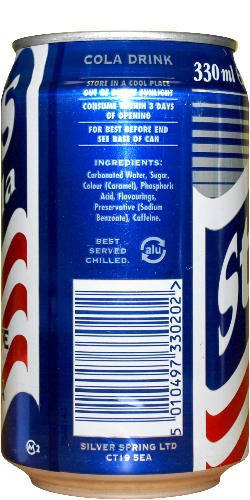 COLA DRINK
330ml
STORE IN A COOL PLACE
OUT OF DIRECT SUNLIGHT
CONSUME WITHIN 3 DAYS
OF OPENING
FOR BEST BEFORE END
SEE BASE OF CAN
INGREDIENTS:
Carbonated Water, Sugar,
Colour (Caramel), Phosphoric
Acid, Flavourings,
Preservative (Sodium
Benzoate), Caffeine.
BEST
SERVED
CHILLED.
alu
5 010497 330202
M2
SILVER SPRING LTD
CT19 5EA